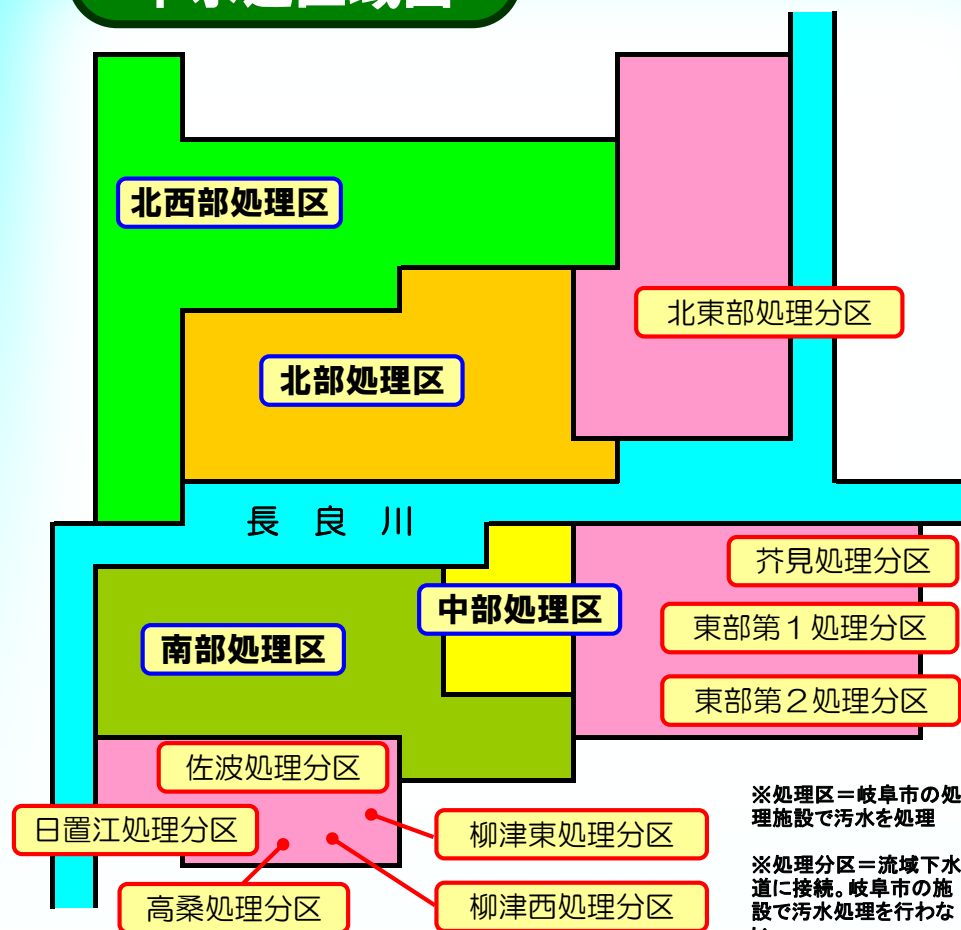 北西部処理区
北東部処理分区
北部処理区
長良川
芥見処理分区
中部処理区
東部第１処理分区
南部処理区
東部第２処理分区
佐波処理分区
日置江処理分区
柳津東処理分区
高桑処理分区
柳津西処理分区
※処理区＝岐阜市の処
理施設で汚水を処理
※処理分区＝流域下水
道に接続。岐阜市の施
設で汚水処理を行わな